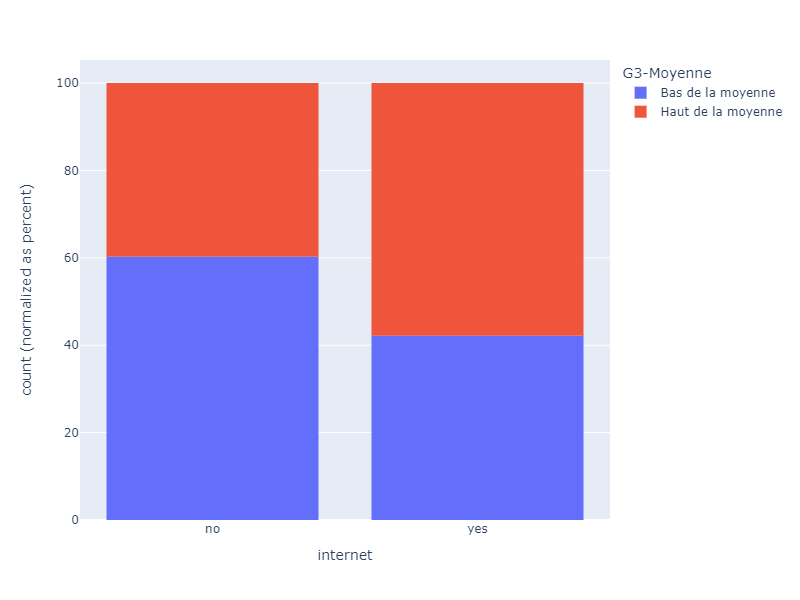 G3-Moyenne
Bas de la moyenne
Haut de la moyenne
count (normalized as percent)
100
80
60
40
20
0
no
yes
internet